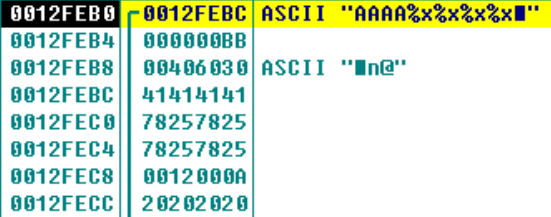 0012FEB0 0012FEBC ASCII "AAAA%x%x%x%x■"
0012FEB4 000000BB
0012FEB8 00406030 ASCII "■n@"
0012FEBC 41414141
0012FEC0 78257825
0012FEC4 78257825
0012FEC8 0012000A
0012FECC 20202020